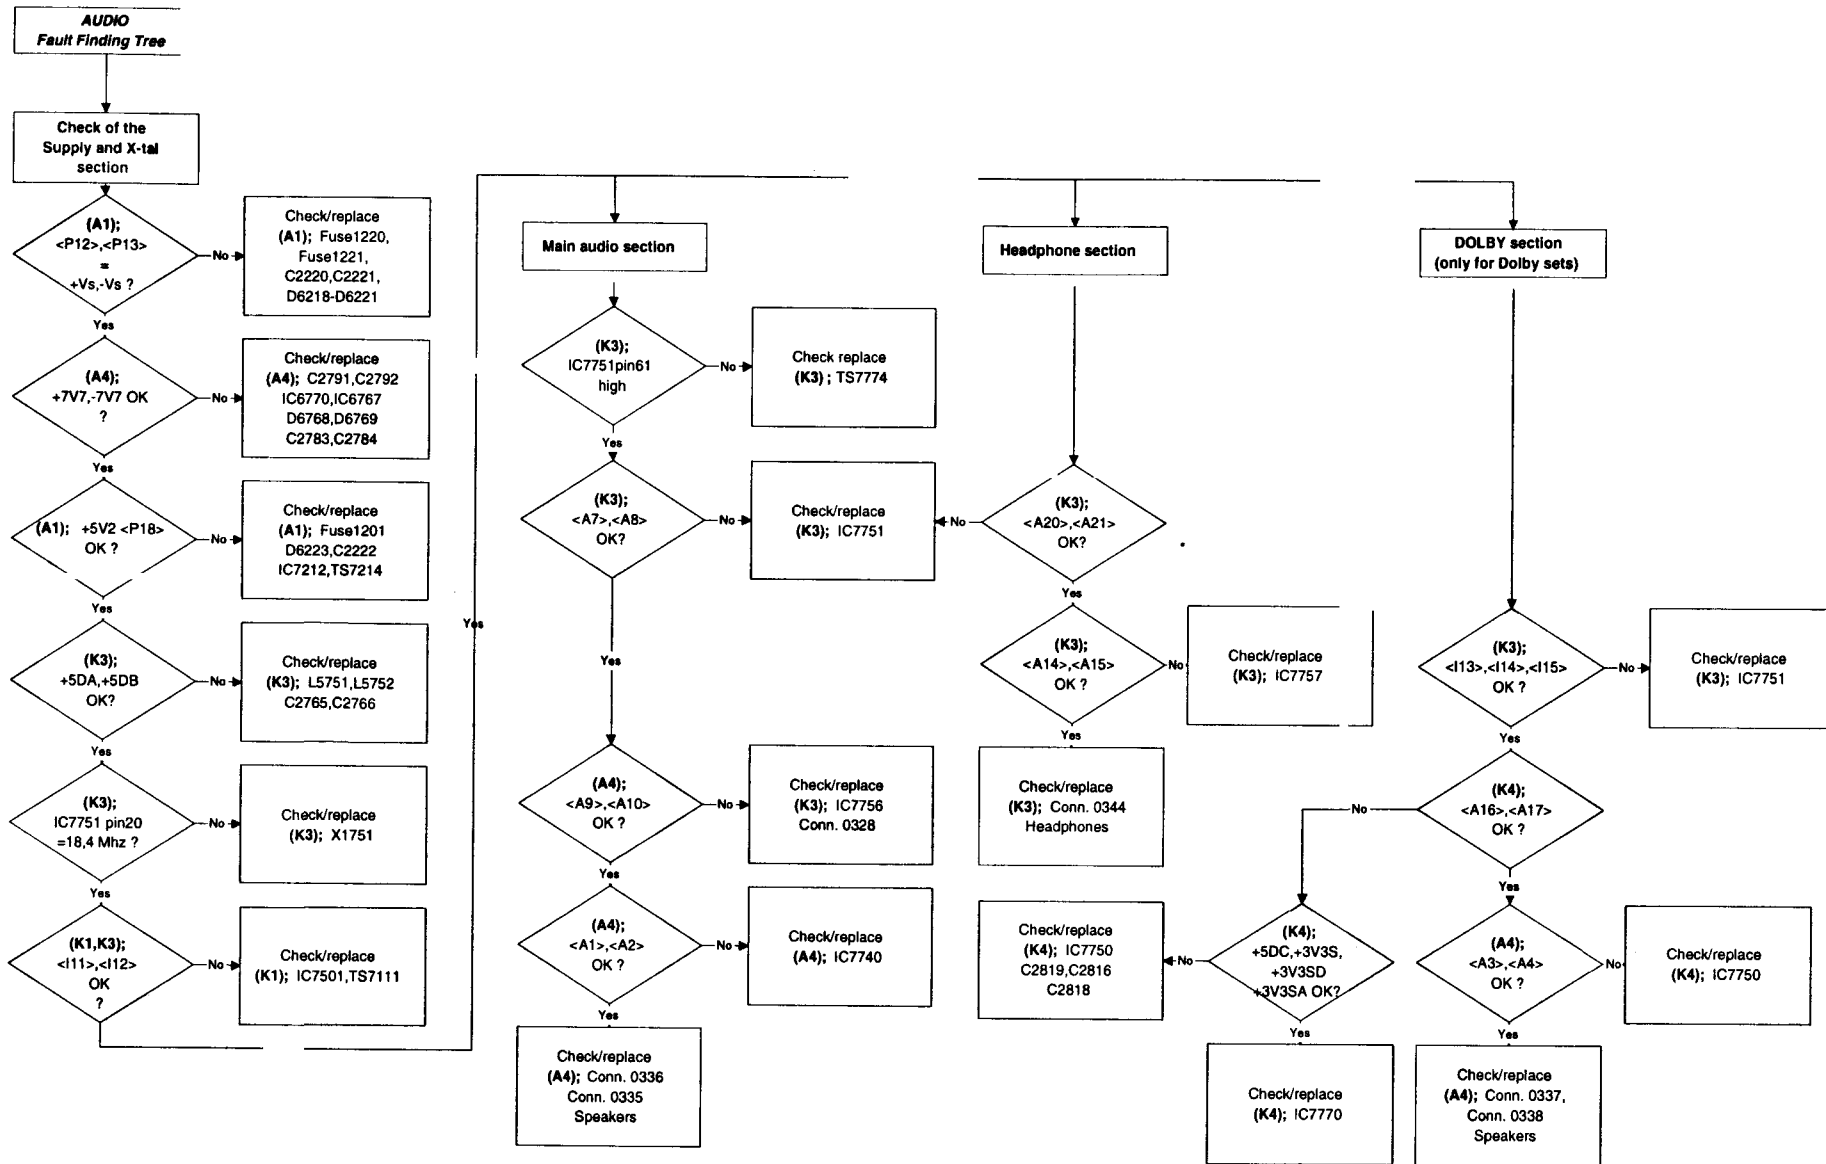 AUDIO
Fault Finding Tree
Check of the
Supply and X-tal
section
(A1);
<P12>,<P13>
=
+Vs,-Vs ?
No
Check/replace
(A1); Fuse1220,
Fuse1221,
C2220,C2221,
D6218-D6221
Yes
(A4);
+7V7,-7V7 OK
?
No
Check/replace
(A4); C2791,C2792
IC6770,IC6767
D6768,D6769
C2783,C2784
Yes
(A1); +5V2 <P18>
OK ?
No
Check/replace
(A1); Fuse1201
D6223,C2222
IC7212,TS7214
Yes
(K3);
+5DA,+5DB
OK?
No
Check/replace
(K3); L5751,L5752
C2765,C2766
Yes
(K3);
IC7751 pin20
=18,4 Mhz ?
No
Check/replace
(K3); X1751
Yes
(K1,K3);
<I11>,<I12>
OK
?
No
Check/replace
(K1); IC7501,TS7111
Yes
Main audio section
(K3);
IC7751pin61
high
No
Check replace
(K3) ; TS7774
Yes
(K3);
<A7>,<A8>
OK?
No
Check/replace
(K3); IC7751
Yes
(A4);
<A9>,<A10>
OK ?
No
Check/replace
(K3); IC7756
Conn. 0328
Yes
(A4);
<A1>,<A2>
OK ?
No
Check/replace
(A4); IC7740
Yes
Check/replace
(A4); Conn. 0336
Conn. 0335
Speakers
Headphone section
(K3);
<A20>,<A21>
OK?
No
Yes
(K3);
<A14>,<A15>
OK ?
No
Check/replace
(K3); IC7757
Yes
Check/replace
(K3); Conn. 0344
Headphones
DOLBY section
(only for Dolby sets)
(K3);
<I13>,<I14>,<I15>
OK ?
No
Check/replace
(K3); IC7751
Yes
(K4);
<A16>,<A17>
OK ?
No
Yes
(K4);
+5DC,+3V3S,
+3V3SD
+3V3SA OK?
No
Check/replace
(K4); IC7750
C2819,C2816
C2818
Yes
Check/replace
(K4); IC7770
(A4);
<A3>,<A4>
OK ?
No
Check/replace
(K4); IC7750
Yes
Check/replace
(A4); Conn. 0337,
Conn. 0338
Speakers